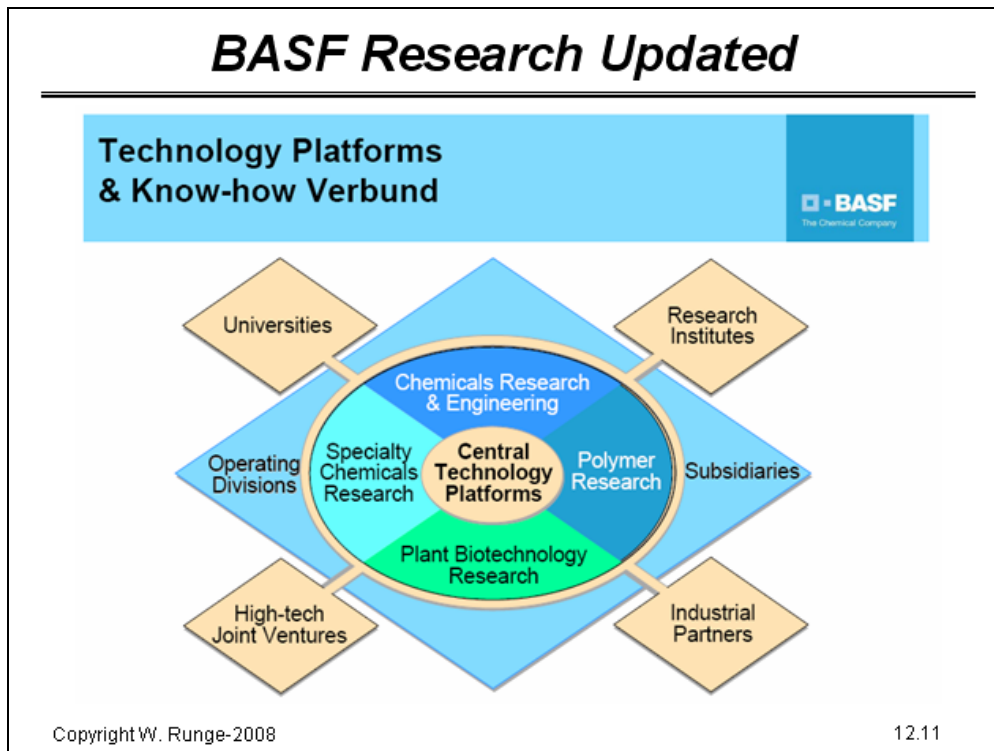 BASF Research Updated
Technology Platforms
& Know-how Verbund
BASF
The Chemical Company
Universities
Research
Institutes
Chemicals Research
& Engineering
Operating
Divisions
Specialty
Chemicals
Research
Central
Technology
Platforms
Polymer
Research
Subsidiaries
Plant Biotechnology
Research
High-tech
Joint Ventures
Industrial
Partners
Copyright W. Runge-2008
12.11